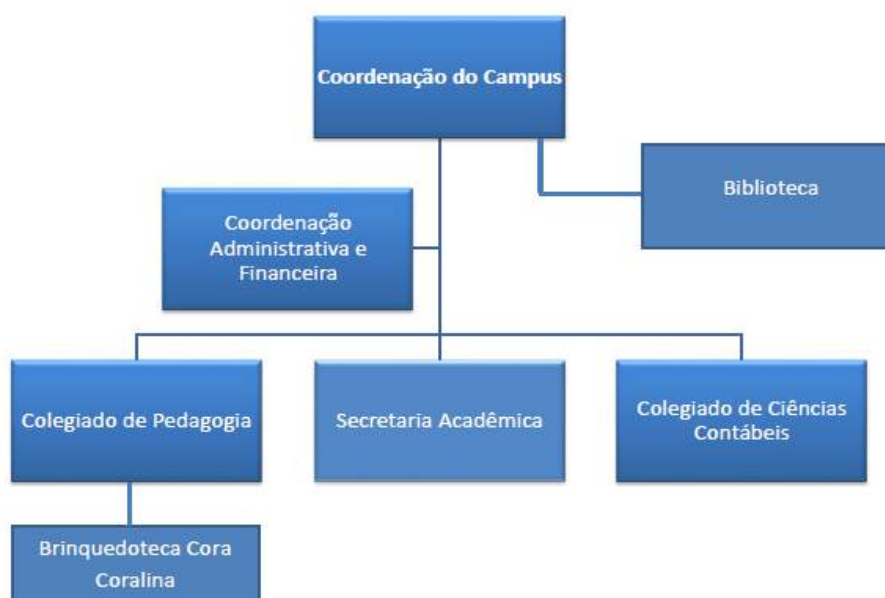 Coordenação do Campus
Biblioteca
Coordenação
Administrativa e
Financeira
Colegiado de Pedagogia
Secretaria Acadêmica
Colegiado de Ciências
Contábeis
Brinquedoteca Cora
Coralina